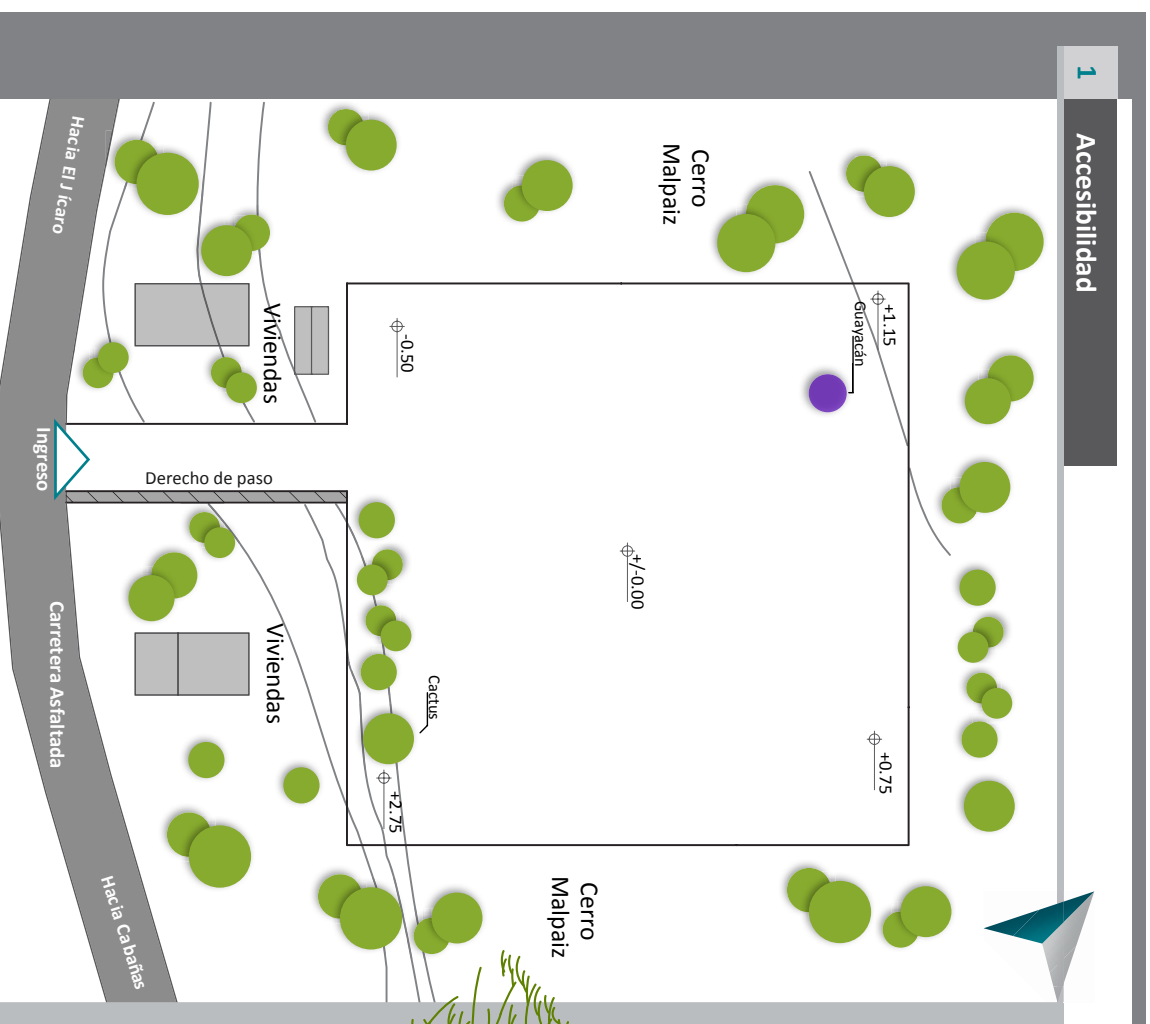 1
Accesibilidad
Hacia El Jícaro
Cerro
Malpaiz
+1.15
Guayacán
-0.50
Viviendas
Ingreso
Derecho de paso
+/-0.00
Carretera Asfaltada
Viviendas
Cactus
+0.75
+2.75
Hacia Cabañas
Cerro
Malpaiz